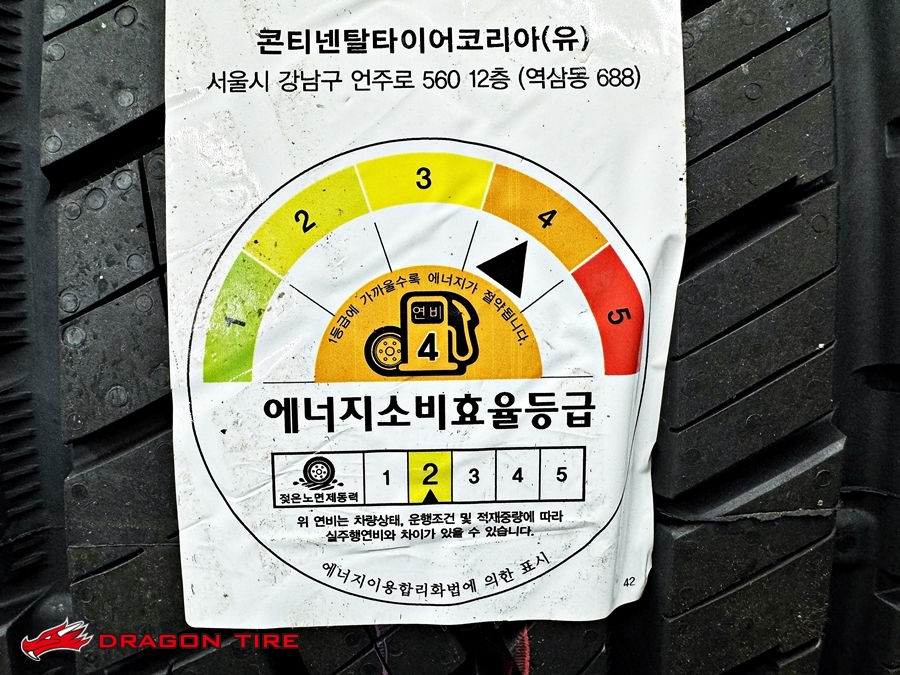 콘티넨탈타이어코리아(유)
서울시 강남구 언주로 560 12층 (역삼동 688)
1
2
3
4
5
1등급에 가까울수록 에너지가 절약됩니다.
연비
4
에너지소비효율등급
젖은노면제동력
1 2 3 4 5
위 연비는 차량상태, 운행조건 및 적재중량에 따라
실주행연비와 차이가 있을 수 있습니다.
에너지이용합리화법에 의한 표시
42
DRAGON TIRE